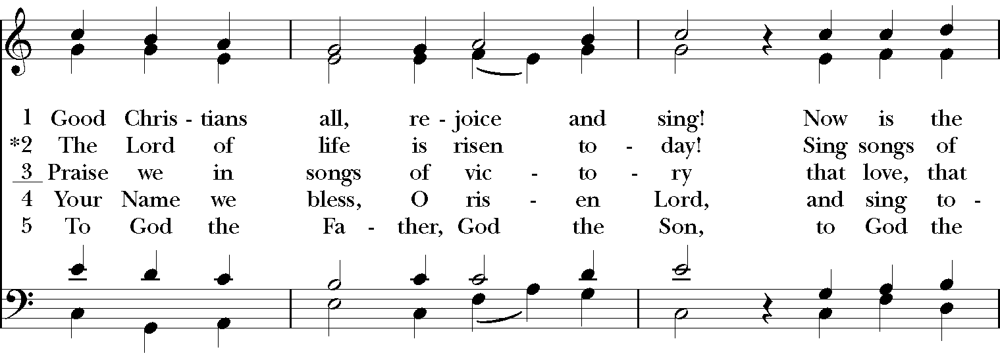 1 Good Chris - tians all, re - joice and sing! Now is the
*2 The Lord of life is risen to - day! Sing songs of
3 Praise we in songs of vic - to - ry that love, that
4 Your Name we bless, O ris - en Lord, and sing to -
5 To God the Fa - ther, God the Son, to God the